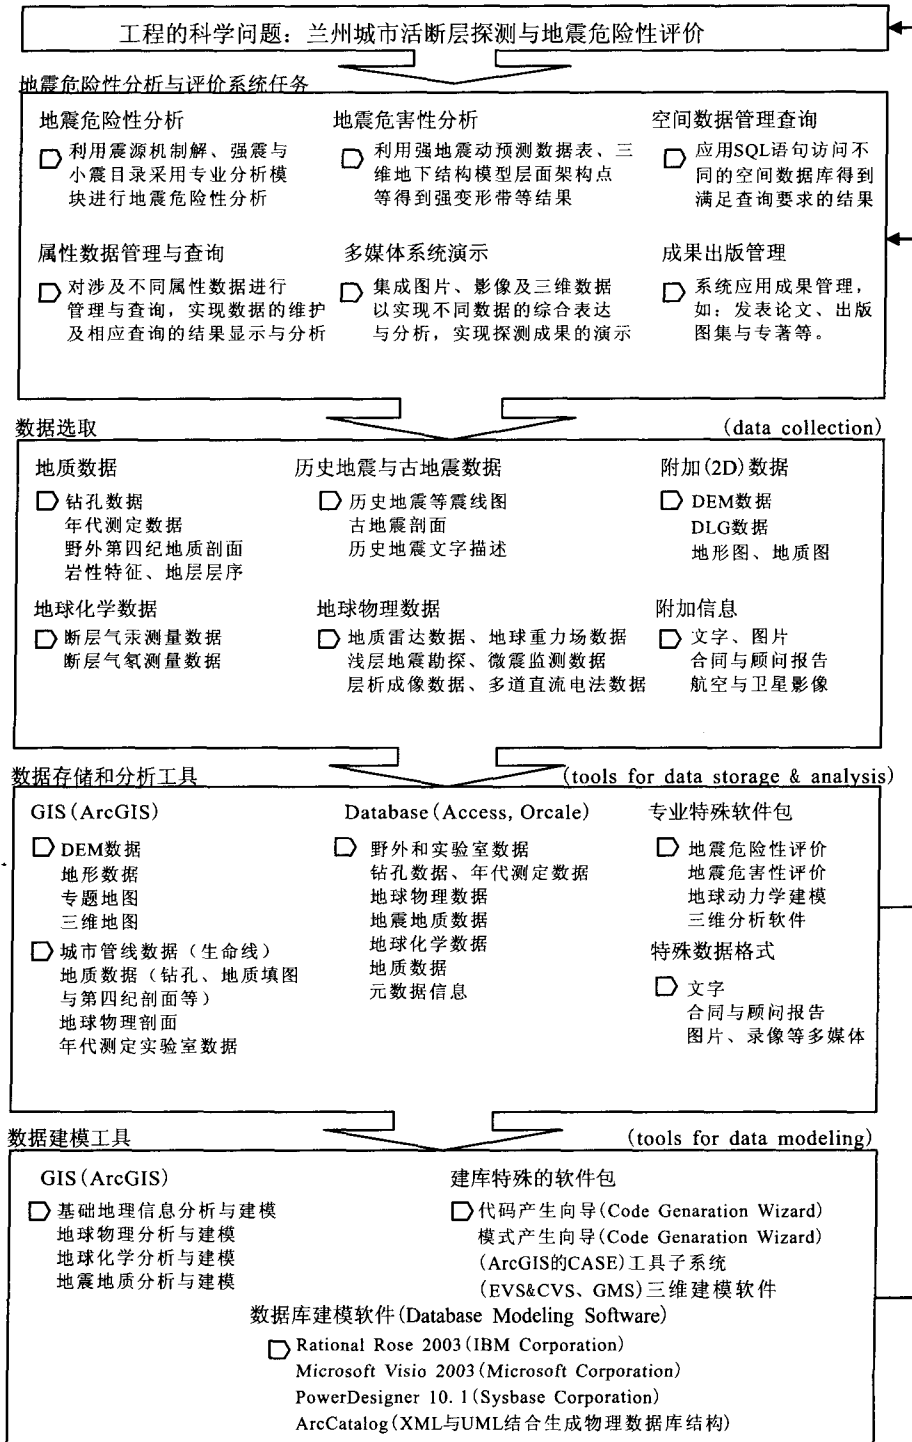 工程的科学问题：兰州城市活断层探测与地震危险性评价
地震危险性分析与评价系统任务
地震危险性分析
利用震源机制解、强震与
小震目录采用专业分析模
块进行地震危险性分析
地震危害性分析
利用强地震动预测数据表、三
维地下结构模型层面架构点
等得到强变形带等结果
空间数据管理查询
应用SQL语句访问不
同的空间数据库得到
满足查询要求的结果
属性数据管理与查询
对涉及不同属性数据进行
管理与查询，实现数据的维护
及相应查询的结果显示与分析
多媒体系统演示
集成图片、影像及三维数据
以实现不同数据的综合表达
与分析，实现探测成果的演示
成果出版管理
系统应用成果管理，
如：发表论文、出版
图集与专著等。
数据选取
(data collection)
地质数据
钻孔数据
年代测定数据
野外第四纪地质剖面
岩性特征、地层层序
历史地震与古地震数据
历史地震等震线图
古地震剖面
历史地震文字描述
附加(2D)数据
DEM数据
DLG数据
地形图、地质图
地球化学数据
断层气汞测量数据
断层气氡测量数据
地球物理数据
地质雷达数据、地球重力场数据
浅层地震勘探、微震监测数据
层析成像数据、多道直流电法数据
附加信息
文字、图片
合同与顾问报告
航空与卫星影像
数据存储和分析工具
(tools for data storage & analysis)
GIS(ArcGIS)
DEM数据
地形数据
专题地图
三维地图
城市管线数据（生命线）
地质数据（钻孔、地质填图
与第四纪剖面等）
地球物理剖面
年代测定实验室数据
Database(Access, Orcale)
野外和实验室数据
钻孔数据、年代测定数据
地球物理数据
地震地质数据
地球化学数据
地质数据
元数据信息
专业特殊软件包
地震危险性评价
地震危害性评价
地球动力学建模
三维分析软件
特殊数据格式
文字
合同与顾问报告
图片、录像等多媒体
数据建模工具
(tools for data modeling)
GIS(ArcGIS)
基础地理信息分析与建模
地球物理分析与建模
地球化学分析与建模
地震地质分析与建模
建库特殊的软件包
代码产生向导(Code Genaration Wizard)
模式产生向导(Code Genaration Wizard)
(ArcGIS的CASE)工具子系统
(EVS&CVS、GMS)三维建模软件
数据库建模软件(Database Modeling Software)
Rational Rose 2003(IBM Corporation)
Microsoft Visio 2003(Microsoft Corporation)
PowerDesigner 10.1(Sysbase Corporation)
ArcCatalog(XML与UML结合生成物理数据库结构)